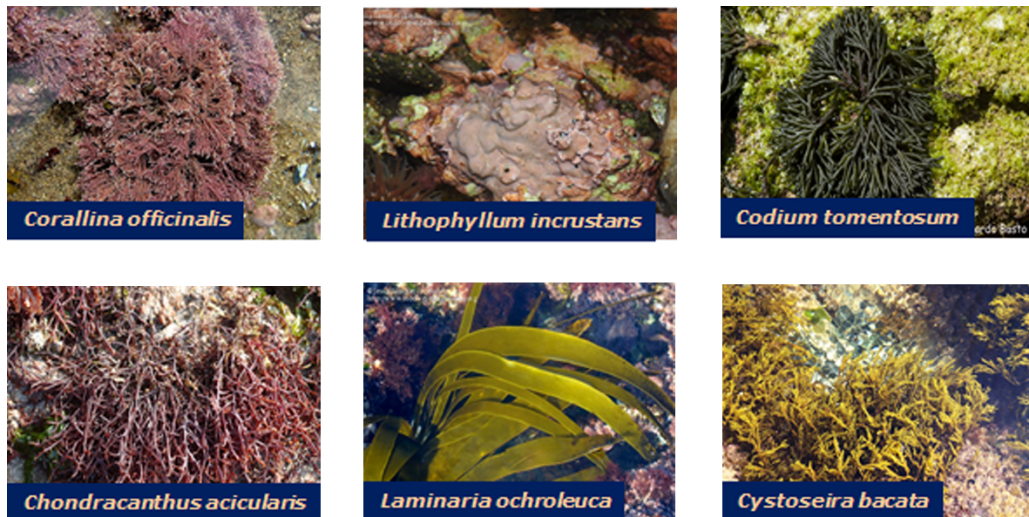 Corallina officinalis
Lithophyllum incrustans
Codium tomentosum
Chondracanthus acicularis
Laminaria ochroleuca
Cystoseira bacata